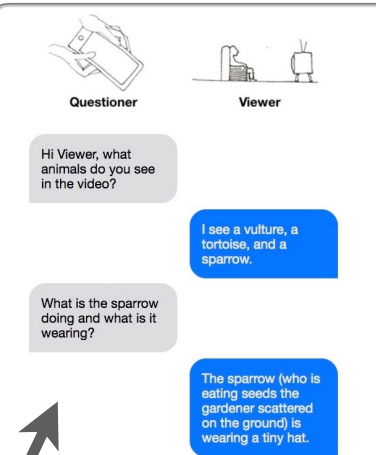 Questioner
Viewer
Hi Viewer, what
animals do you see
in the video?
I see a vulture, a
tortoise, and a
sparrow.
What is the sparrow
doing and what is it
wearing?
The sparrow (who is
eating seeds the
gardener scattered
on the ground) is
wearing a tiny hat.